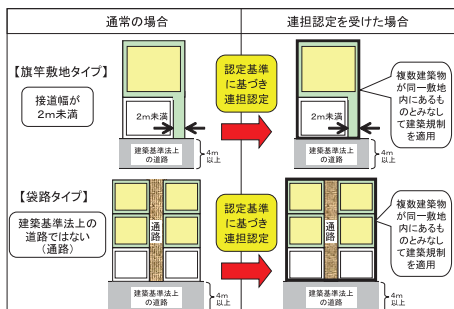 通常の場合
連担認定を受けた場合
【旗竿敷地タイプ】
接道幅が
2m未満
2m未満
建築基準法上
の道路
4m
以上
認定基準
に基づき
連担認定
2m未満
建築基準法上
の道路
4m
以上
複数建築物
が同一敷地
内にあるも
のとみなし
て建築規制
を適用
【袋路タイプ】
建築基準法上の
道路ではない
(通路)
通路
建築基準法上
の道路
4m
以上
認定基準
に基づき
連担認定
通路
建築基準法上
の道路
4m
以上
複数建築物
が同一敷地
内にあるも
のとみなし
て建築規制
を適用